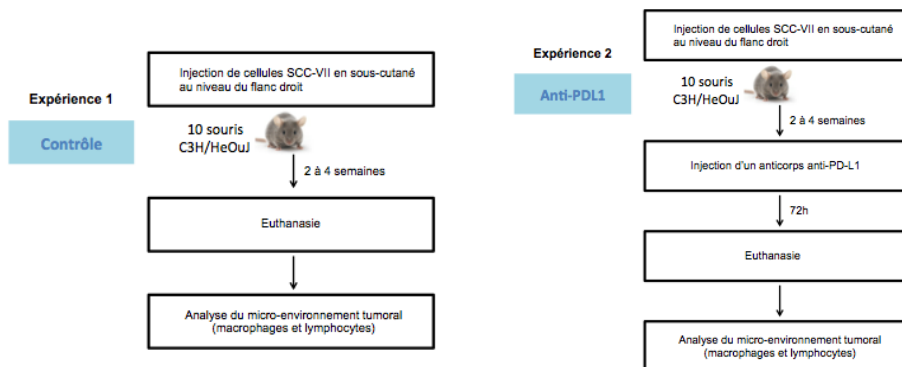 Expérience 1
Contrôle
Injection de cellules SCC-VII en sous-cutané
au niveau du flanc droit
10 souris
C3H/HeOuJ
2 à 4 semaines
Euthanasie
Analyse du micro-environnement tumoral
(macrophages et lymphocytes)
Expérience 2
Anti-PDL1
Injection de cellules SCC-VII en sous-cutané
au niveau du flanc droit
10 souris
C3H/HeOuJ
2 à 4 semaines
Injection d'un anticorps anti-PD-L1
72h
Euthanasie
Analyse du micro-environnement tumoral
(macrophages et lymphocytes)